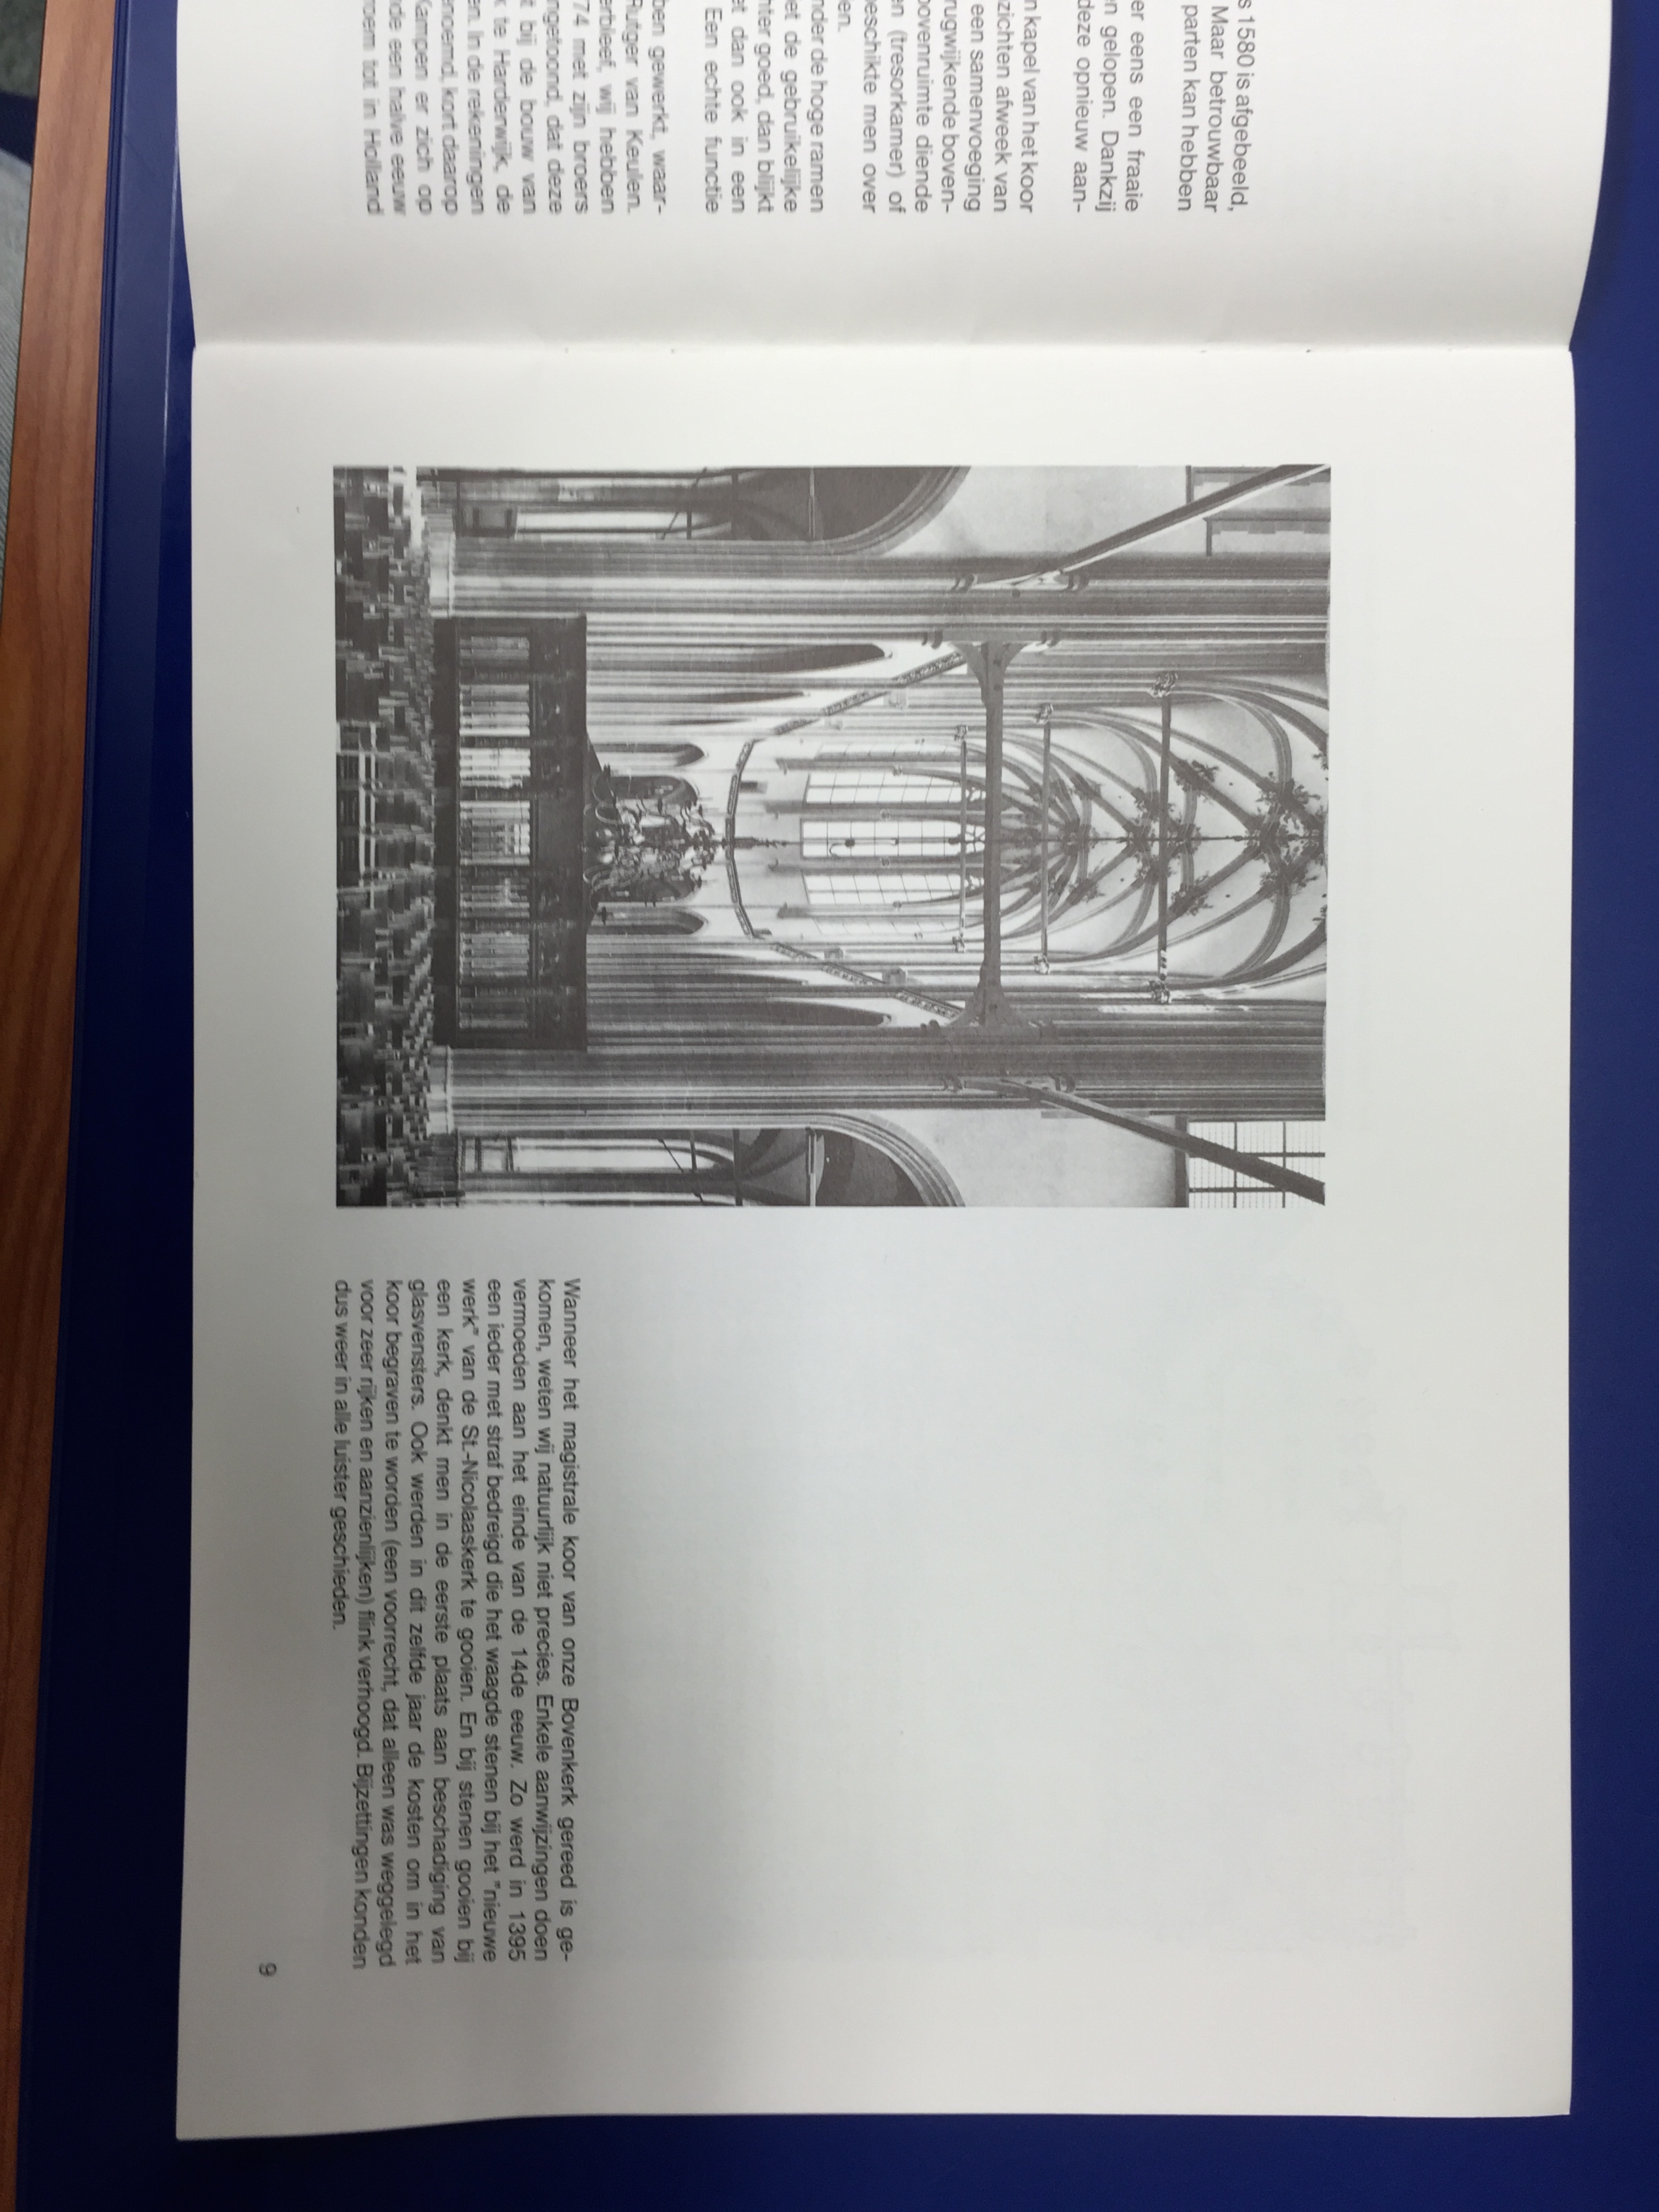 s 1580 is afgebeeld,
Maar betrouwbaar
parten kan hebben
er eens een fraaie
n gelopen. Dankzij
deze opnieuw aan-
n kapel van het koor
zichten afweek van
een samenvoeging
rugwijkende boven-
bovenruimte diende
en (tresorkamer) of
beschikte men over
en.
nder de hoge ramen
et de gebruikelijke
hter goed, dan blijkt
et dan ook in een
Een echte functie
ben gewerkt, waar-
Rutger van Keulen.
erbleef, wij hebben
74 met zijn broers
ngetoond, dat deze
t bij de bouw van
k te Harderwijk, de
en. In de rekeningen
enoemd, kort daarop
Kampen er zich op
nde een halve eeuw
roem tot in Holland
Wanneer het magistrale koor van onze Bovenkerk gereed is ge-
komen, weten wij natuurlijk niet precies. Enkele aanwijzingen doen
vermoeden aan het einde van de 14de eeuw. Zo werd in 1395
een ieder met straf bedreigd die het waagde stenen bij het "nieuwe
werk" van de St.-Nicolaaskerk te gooien. En bij stenen gooien bij
een kerk, denkt men in de eerste plaats aan beschadiging van
glasvensters. Ook werden in dit zelfde jaar de kosten om in het
koor begraven te worden (een voorrecht, dat alleen was weggelegd
voor zeer rijken en aanzienlijken) flink verhoogd. Bijzettingen konden
dus weer in alle luister geschieden.
9